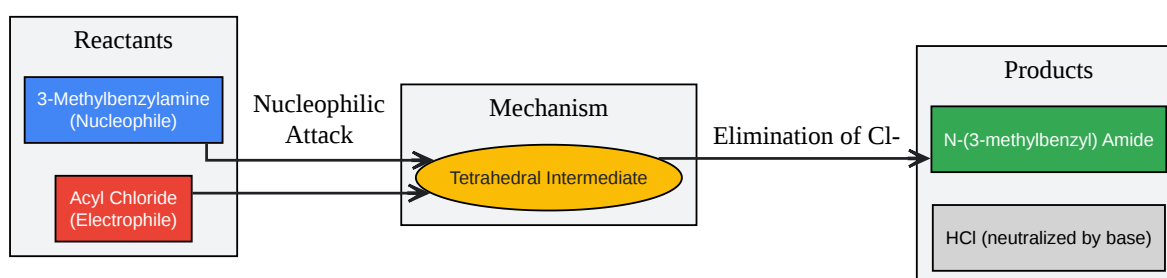 Reactants
3-Methylbenzylamine
(Nucleophile)
Acyl Chloride
(Electrophile)
Nucleophilic
Attack
Mechanism
Tetrahedral Intermediate
Elimination of Cl-
Products
N-(3-methylbenzyl) Amide
HCl (neutralized by base)